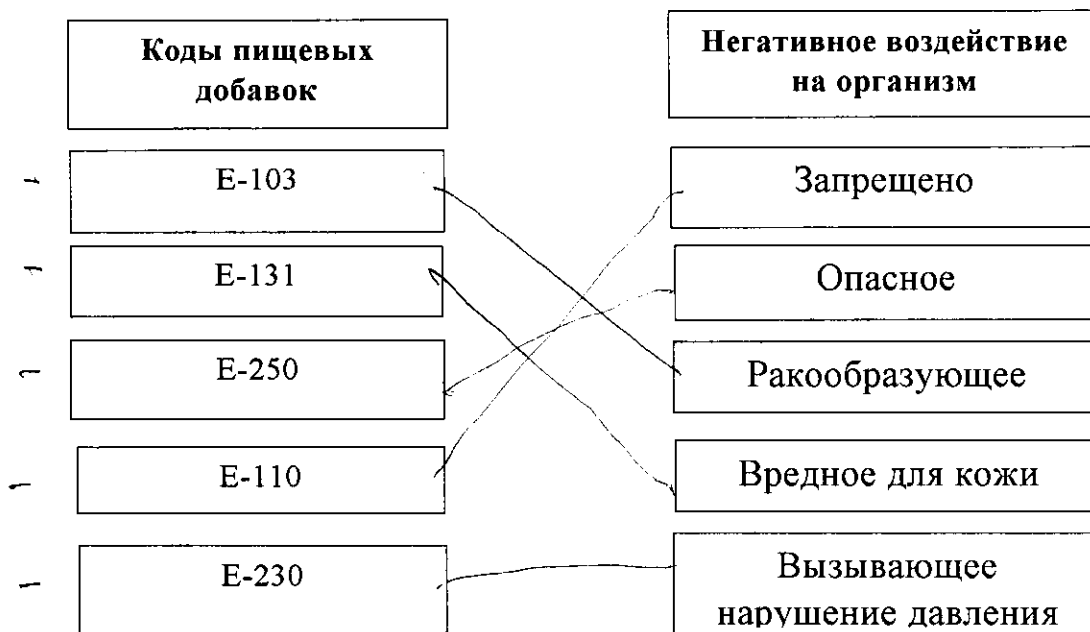 Коды пищевых
добавок
Негативное воздействие
на организм
Е-103
Запрещено
Е-131
Опасное
Е-250
Ракообразующее
Е-110
Вредное для кожи
Е-230
Вызывающее
нарушение давления